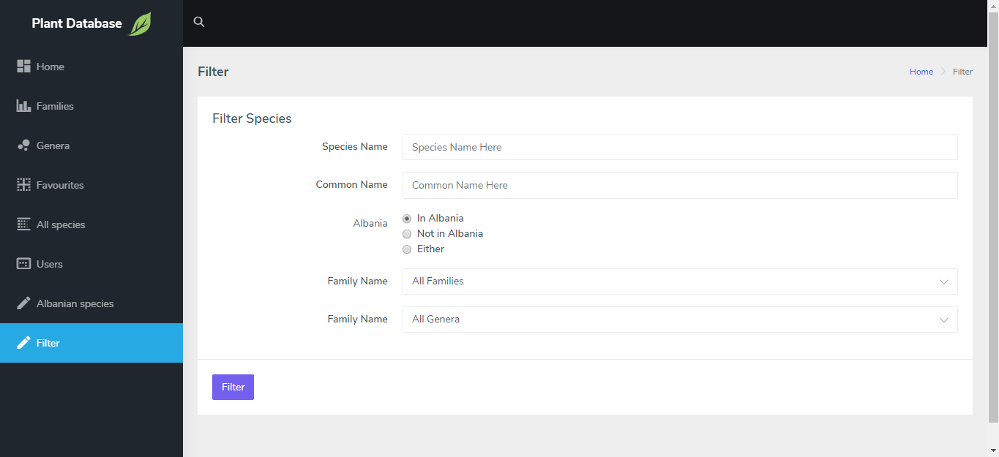 Plant Database
Home
Families
Genera
Favourites
All species
Users
Albanian species
Filter
Filter
Home
Filter
Filter Species
Species Name
Species Name Here
Common Name
Common Name Here
Albania
In Albania
Not in Albania
Either
Family Name
All Families
Family Name
All Genera
Filter